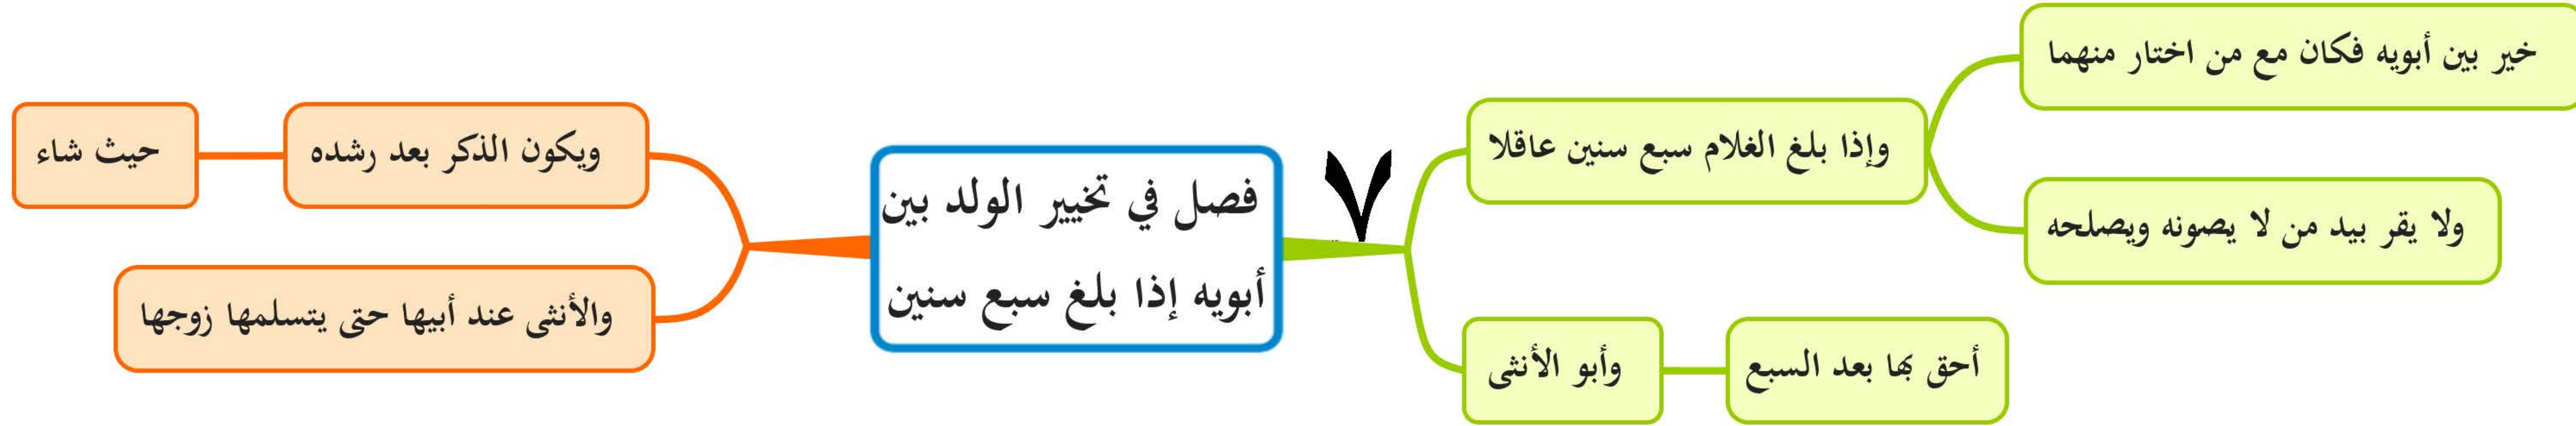 فصل في تخيير الولد بين
أبويه إذا بلغ سبع سنين
٧
وإذا بلغ الغلام سبع سنين عاقلا
خير بين أبويه فكان مع من اختار منهما
ولا يقر بيد من لا يصونه ويصلحه
وأبو الأنثى
أحق بها بعد السبع
ويكون الذكر بعد رشده
حيث شاء
والأنثى عند أبيها حتى يتسلمها زوجها